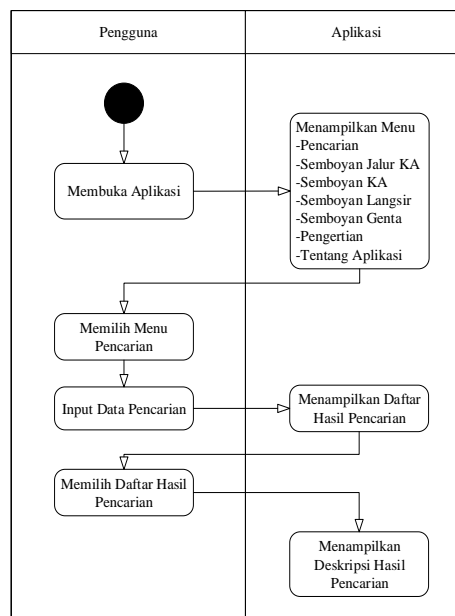 Pengguna
Aplikasi
Menampilkan Menu
-Pencarian
-Semboyan Jalur KA
-Semboyan KA
-Semboyan Langsir
-Semboyan Genta
-Pengertian
-Tentang Aplikasi
Membuka Aplikasi
Memilih Menu
Pencarian
Input Data Pencarian
Menampilkan Daftar
Hasil Pencarian
Memilih Daftar Hasil
Pencarian
Menampilkan
Deskripsi Hasil
Pencarian